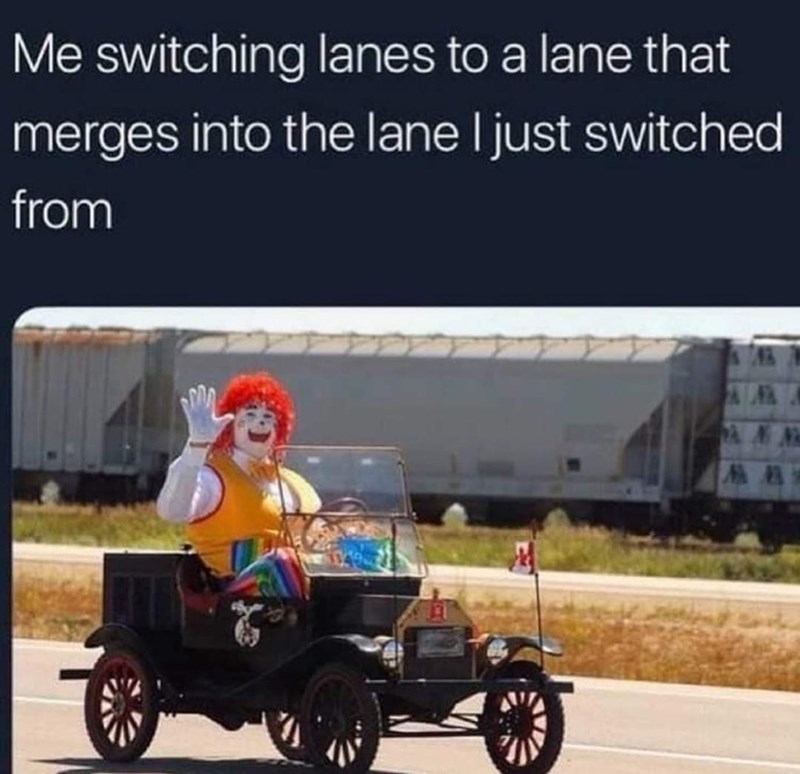 Me switching lanes to a lane that
merges into the lane I just switched
from